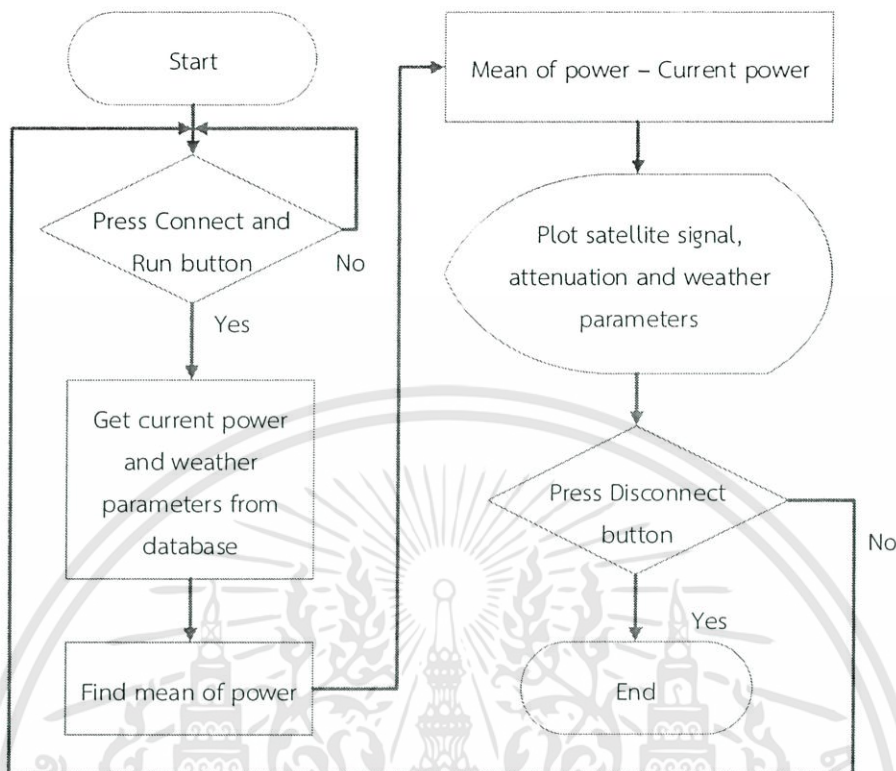 Start
Press Connect and
Run button
No
Yes
Get current power
and weather
parameters from
database
Find mean of power
Mean of power – Current power
Plot satellite signal,
attenuation and weather
parameters
Press Disconnect
button
No
Yes
End